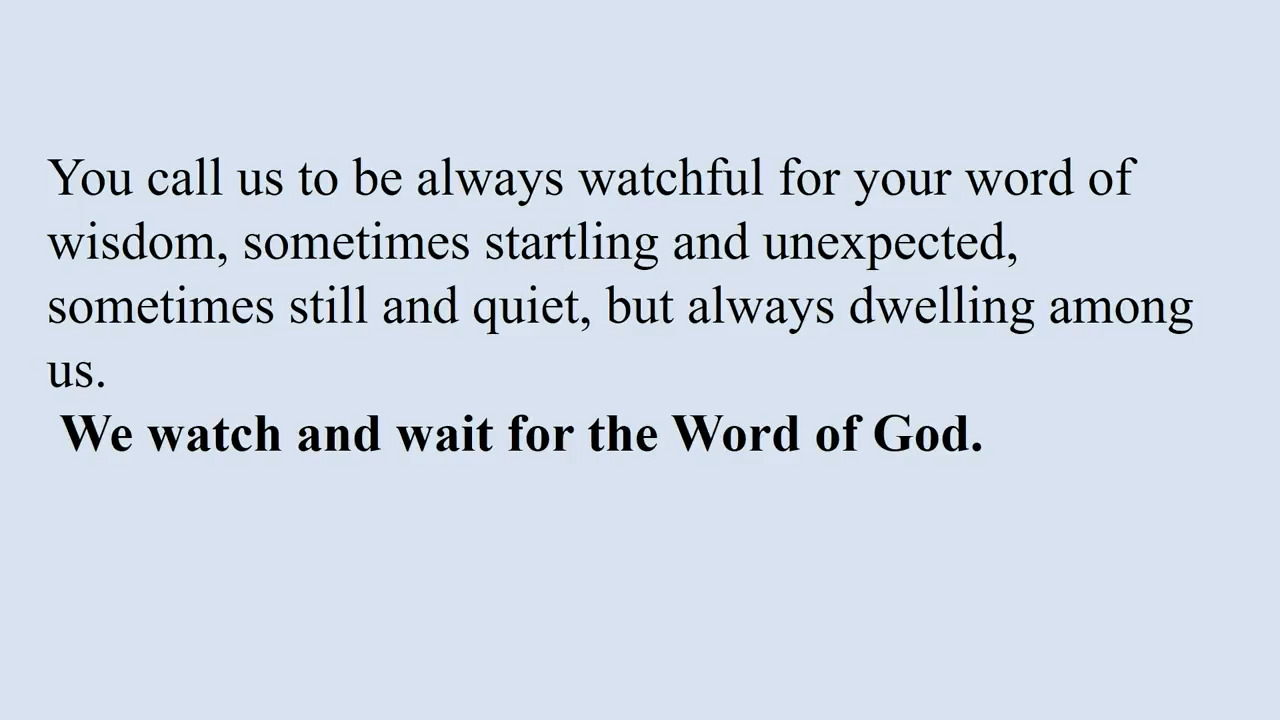 You call us to be always watchful for your word of
wisdom, sometimes startling and unexpected,
sometimes still and quiet, but always dwelling among
us.
We watch and wait for the Word of God.